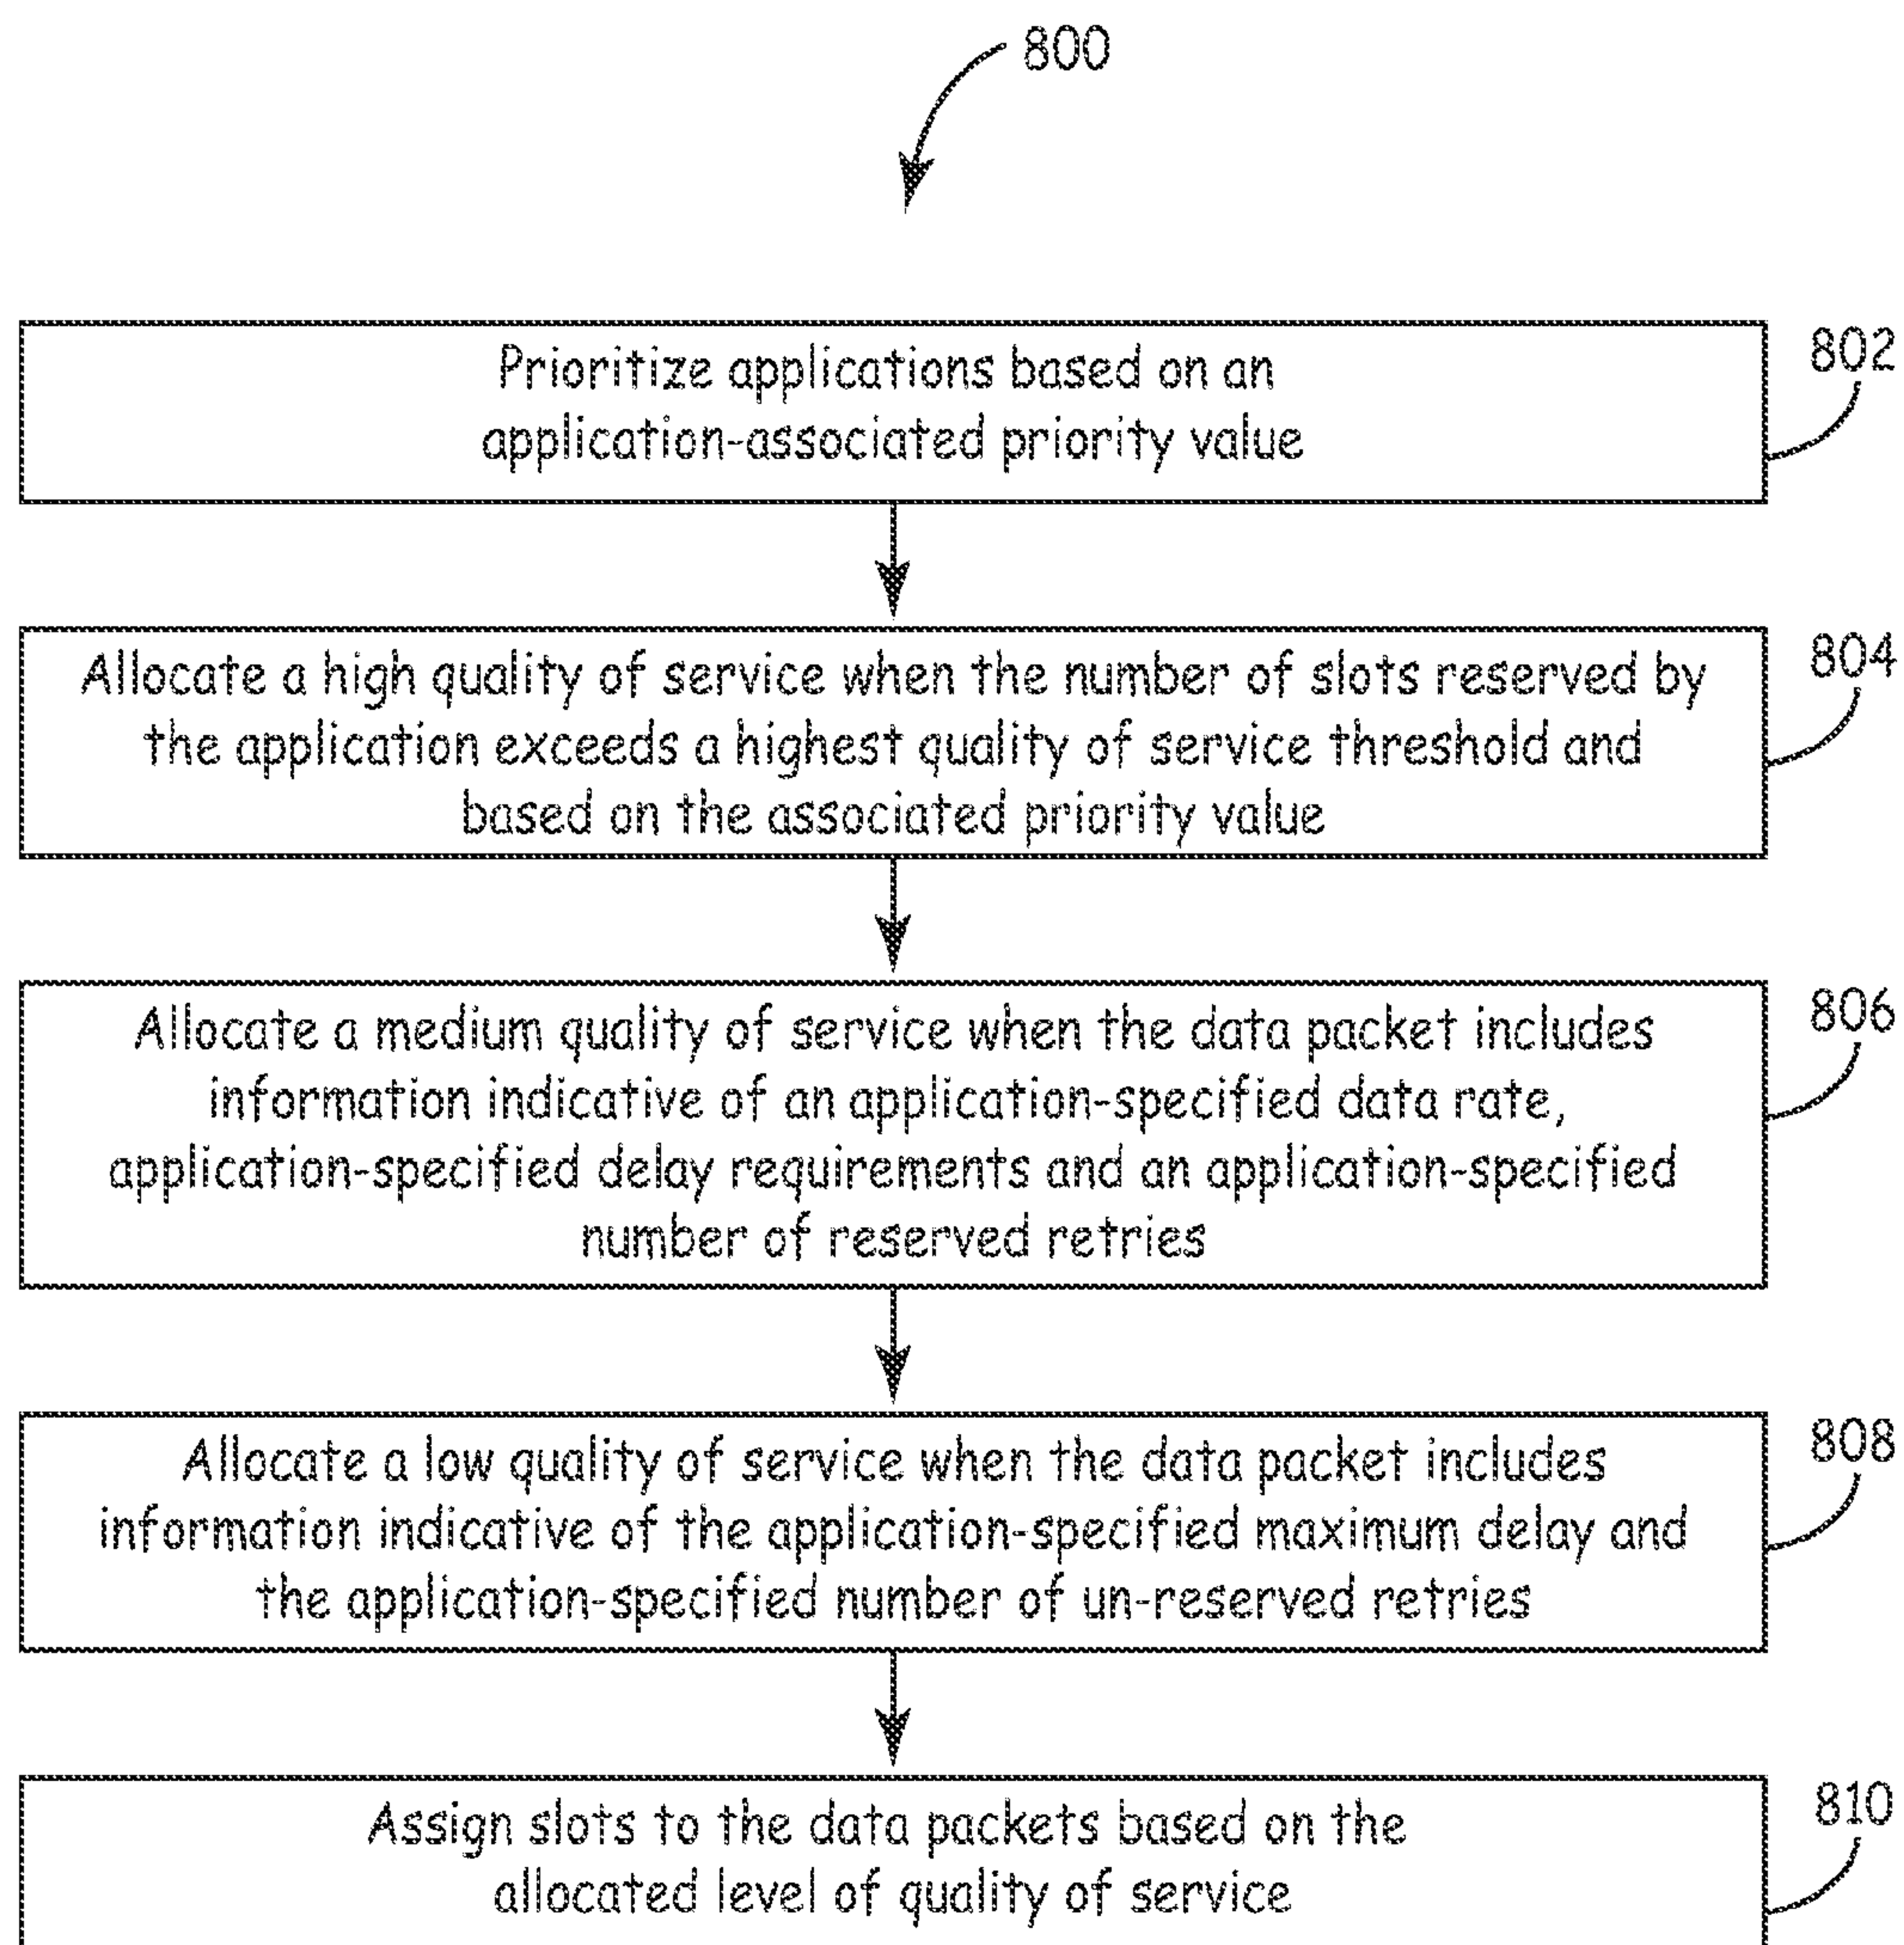 800
Prioritize applications based on an
application-associated priority value
802
Allocate a high quality of service when the number of slots reserved by
the application exceeds a highest quality of service threshold and
based on the associated priority value
804
Allocate a medium quality of service when the data packet includes
information indicative of an application-specified data rate,
application-specified delay requirements and an application-specified
number of reserved retries
806
Allocate a low quality of service when the data packet includes
information indicative of the application-specified maximum delay and
the application-specified number of un-reserved retries
808
Assign slots to the data packets based on the
allocated level of quality of service
810